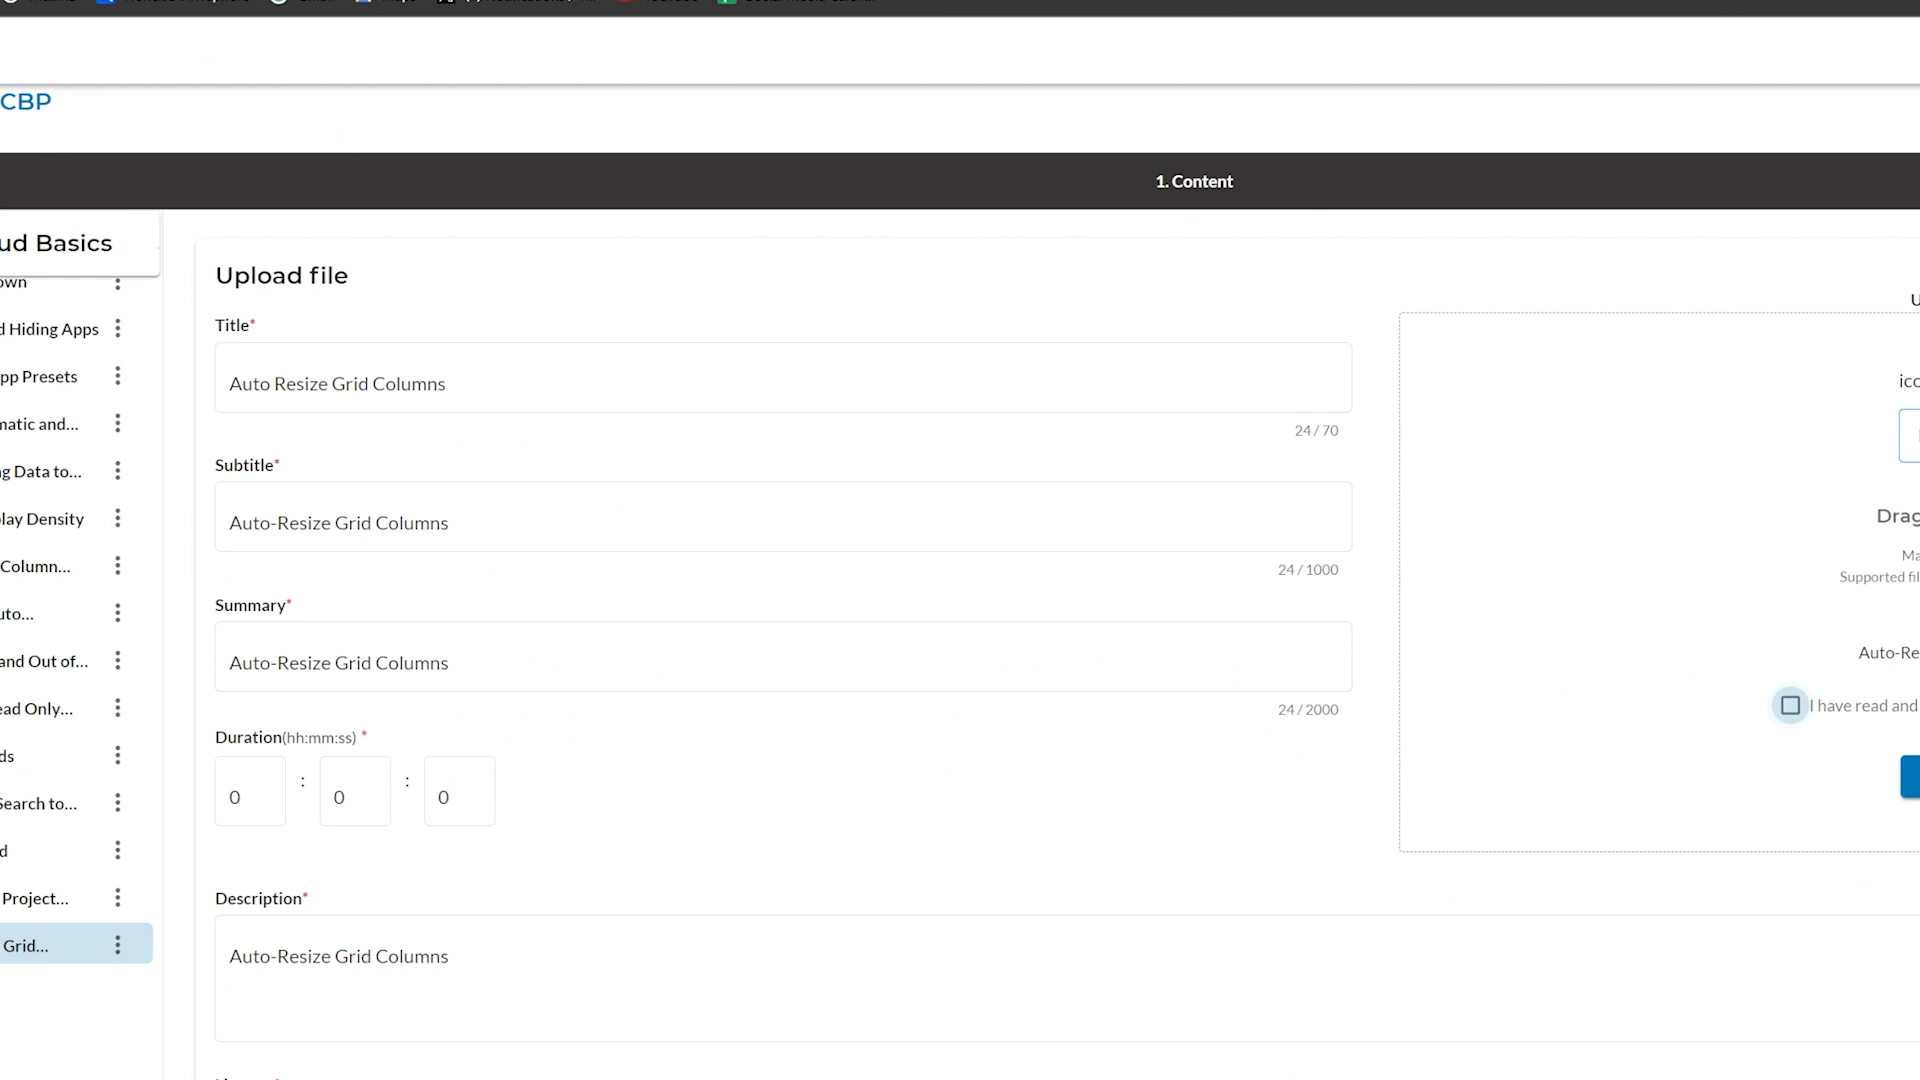 CBP
1. Content
ud Basics
own
d Hiding Apps
pp Presets
matic and...
g Data to...
lay Density
Column...
uto...
and Out of...
ead Only...
ds
Search to...
d
Project...
Grid...
Upload file
Title*
Auto Resize Grid Columns
24 / 70
Subtitle*
Auto-Resize Grid Columns
24 / 1000
Summary*
Auto-Resize Grid Columns
24 / 2000
Duration(hh:mm:ss) *
0 : 0 : 0
Description*
Auto-Resize Grid Columns
U
ico
Drag
Ma
Supported fil
Auto-Re
I have read and